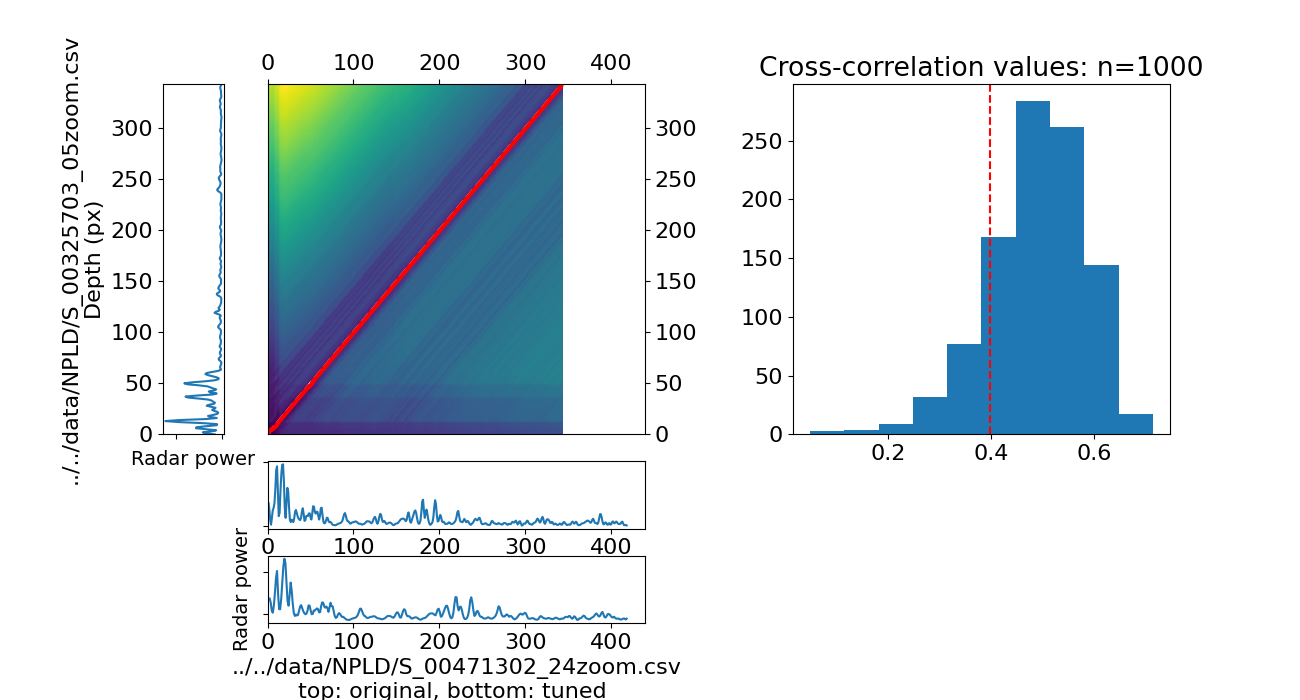 Cross-correlation values: n=1000
0 100 200 300 400
../../data/NPLD/S_00325703_05zoom.csv
Depth (px)
300
250
200
150
100
50
0
Radar power
300
250
200
150
100
50
0
250
200
150
100
50
0
0.2 0.4 0.6
0 100 200 300 400
Radar power
0 100 200 300 400
../../data/NPLD/S_00471302_24zoom.csv
top: original, bottom: tuned